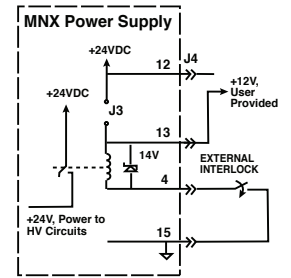 MNX Power Supply
+24VDC
12
J4
+24VDC
+12V,
User
Provided
J3
13
14V
EXTERNAL
INTERLOCK
4
+24V, Power to
HV Circuits
15